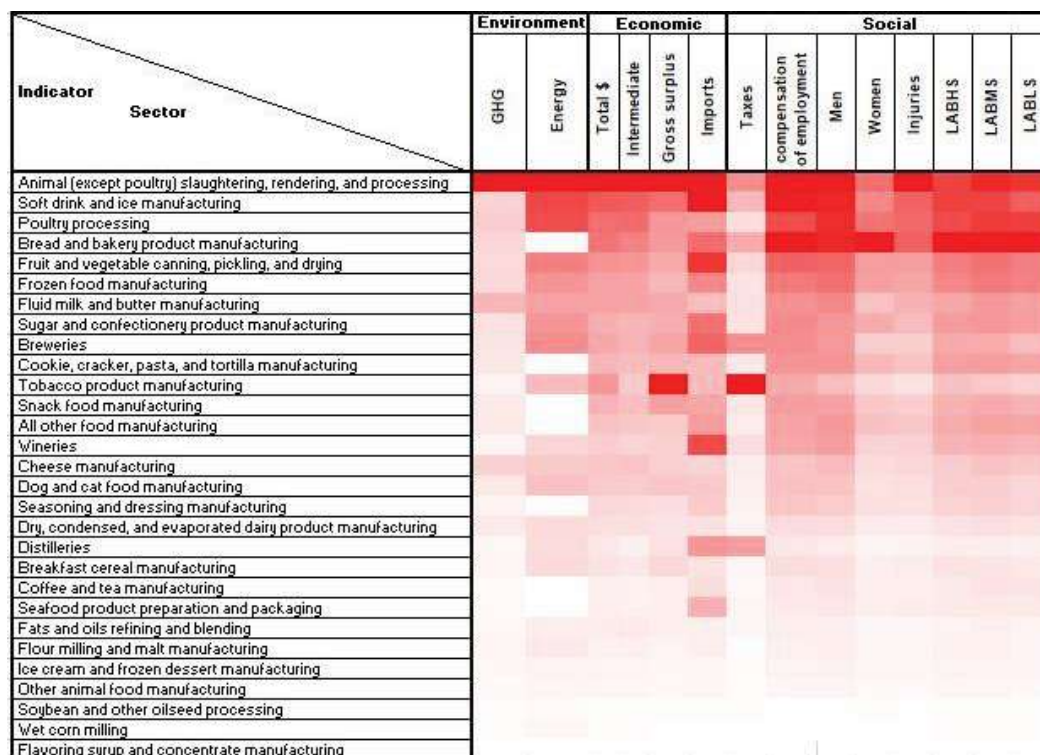 Environment Economic Social
Indicator
Sector
GHG
Energy
Total $
Intermediate
Gross surplus
Imports
Taxes
compensation
of employment
Men
Women
Injuries
LABHS
LABMS
LABLS
Animal (except poultry) slaughtering, rendering, and processing
Soft drink and ice manufacturing
Poultry processing
Bread and bakery product manufacturing
Fruit and vegetable canning, pickling, and drying
Frozen food manufacturing
Fluid milk and butter manufacturing
Sugar and confectionery product manufacturing
Breweries
Cookie, cracker, pasta, and tortilla manufacturing
Tobacco product manufacturing
Snack food manufacturing
All other food manufacturing
Wineries
Cheese manufacturing
Dog and cat food manufacturing
Seasoning and dressing manufacturing
Dry, condensed, and evaporated dairy product manufacturing
Distilleries
Breakfast cereal manufacturing
Coffee and tea manufacturing
Seafood product preparation and packaging
Fats and oils refining and blending
Flour milling and malt manufacturing
Ice cream and frozen dessert manufacturing
Other animal food manufacturing
Soybean and other oilseed processing
Wet corn milling
Flavoring syrup and concentrate manufacturing